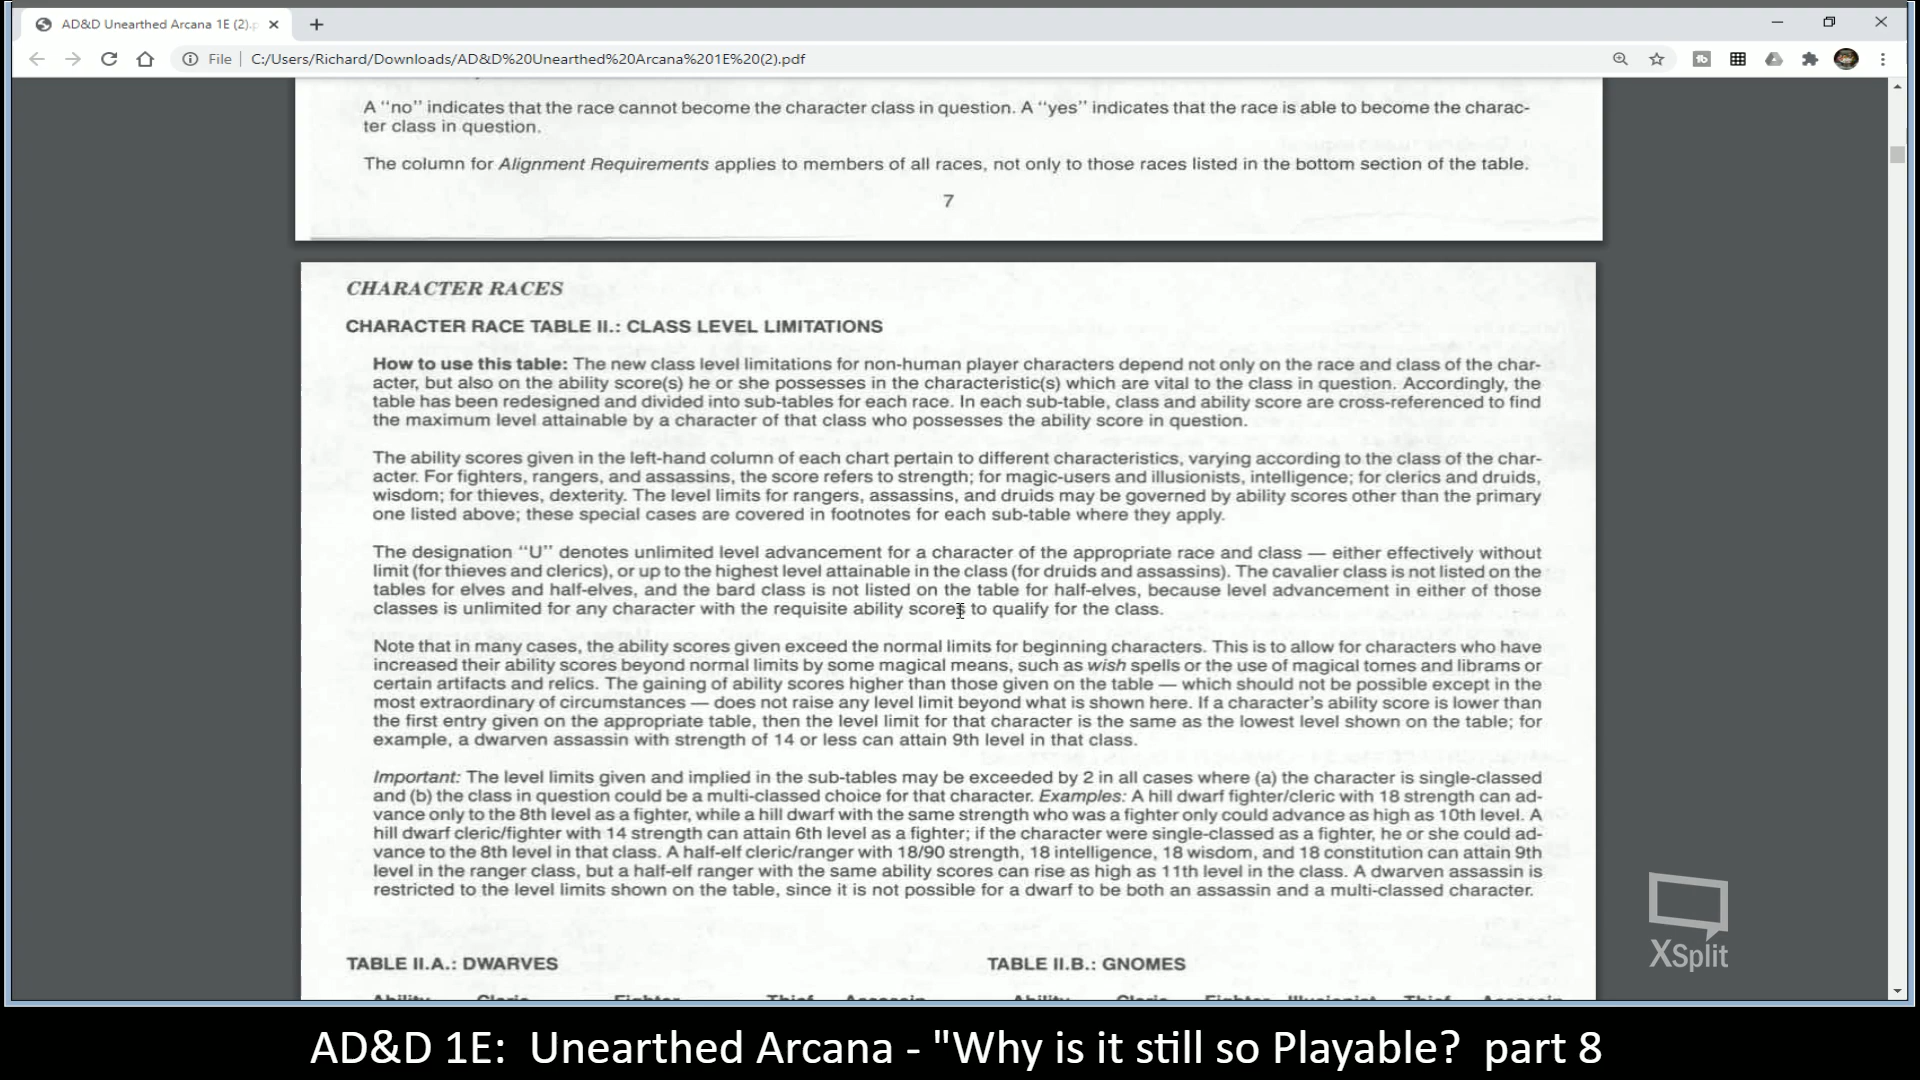 AD&D Unearthed Arcana 1E (2).p
File
C:/Users/Richard/Downloads/AD&D%20Unearthed%20Arcana%201E%20(2).pdf
A "no" indicates that the race cannot become the character class in question. A "yes" indicates that the race is able to become the charac-
ter class in question.
The column for Alignment Requirements applies to members of all races, not only to those races listed in the bottom section of the table.
7
CHARACTER RACES
CHARACTER RACE TABLE II.: CLASS LEVEL LIMITATIONS
How to use this table: The new class level limitations for non-human player characters depend not only on the race and class of the char-
acter, but also on the ability score(s) he or she possesses in the characteristic(s) which are vital to the class in question. Accordingly, the
table has been redesigned and divided into sub-tables for each race. In each sub-table, class and ability score are cross-referenced to find
the maximum level attainable by a character of that class who possesses the ability score in question.
The ability scores given in the left-hand column of each chart pertain to different characteristics, varying according to the class of the char-
acter. For fighters, rangers, and assassins, the score refers to strength; for magic-users and illusionists, intelligence; for clerics and druids,
wisdom; for thieves, dexterity. The level limits for rangers, assassins, and druids may be governed by ability scores other than the primary
one listed above; these special cases are covered in footnotes for each sub-table where they apply.
The designation "U" denotes unlimited level advancement for a character of the appropriate race and class — either effectively without
limit (for thieves and clerics), or up to the highest level attainable in the class (for druids and assassins). The cavalier class is not listed on the
tables for elves and half-elves, and the bard class is not listed on the table for half-elves, because level advancement in either of those
classes is unlimited for any character with the requisite ability scores to qualify for the class.
Note that in many cases, the ability scores given exceed the normal limits for beginning characters. This is to allow for characters who have
increased their ability scores beyond normal limits by some magical means, such as wish spells or the use of magical tomes and librams or
certain artifacts and relics. The gaining of ability scores higher than those given on the table — which should not be possible except in the
most extraordinary of circumstances — does not raise any level limit beyond what is shown here. If a character's ability score is lower than
the first entry given on the appropriate table, then the level limit for that character is the same as the lowest level shown on the table; for
example, a dwarven assassin with strength of 14 or less can attain 9th level in that class.
Important: The level limits given and implied in the sub-tables may be exceeded by 2 in all cases where (a) the character is single-classed
and (b) the class in question could be a multi-classed choice for that character. Examples: A hill dwarf fighter/cleric with 18 strength can ad-
vance only to the 8th level as a fighter, while a hill dwarf with the same strength who was a fighter only could advance as high as 10th level. A
hill dwarf cleric/fighter with 14 strength can attain 6th level as a fighter; if the character were single-classed as a fighter, he or she could ad-
vance to the 8th level in that class. A half-elf cleric/ranger with 18/90 strength, 18 intelligence, 18 wisdom, and 18 constitution can attain 9th
level in the ranger class, but a half-elf ranger with the same ability scores can rise as high as 11th level in the class. A dwarven assassin is
restricted to the level limits shown on the table, since it is not possible for a dwarf to be both an assassin and a multi-classed character.
TABLE II.A.: DWARVES TABLE II.B.: GNOMES
Ability Cleric Fighter Thief Assassin Ability Cleric Fighter Illusionist Thief Assassin
XSplit
AD&D 1E: Unearthed Arcana - "Why is it still so Playable? part 8